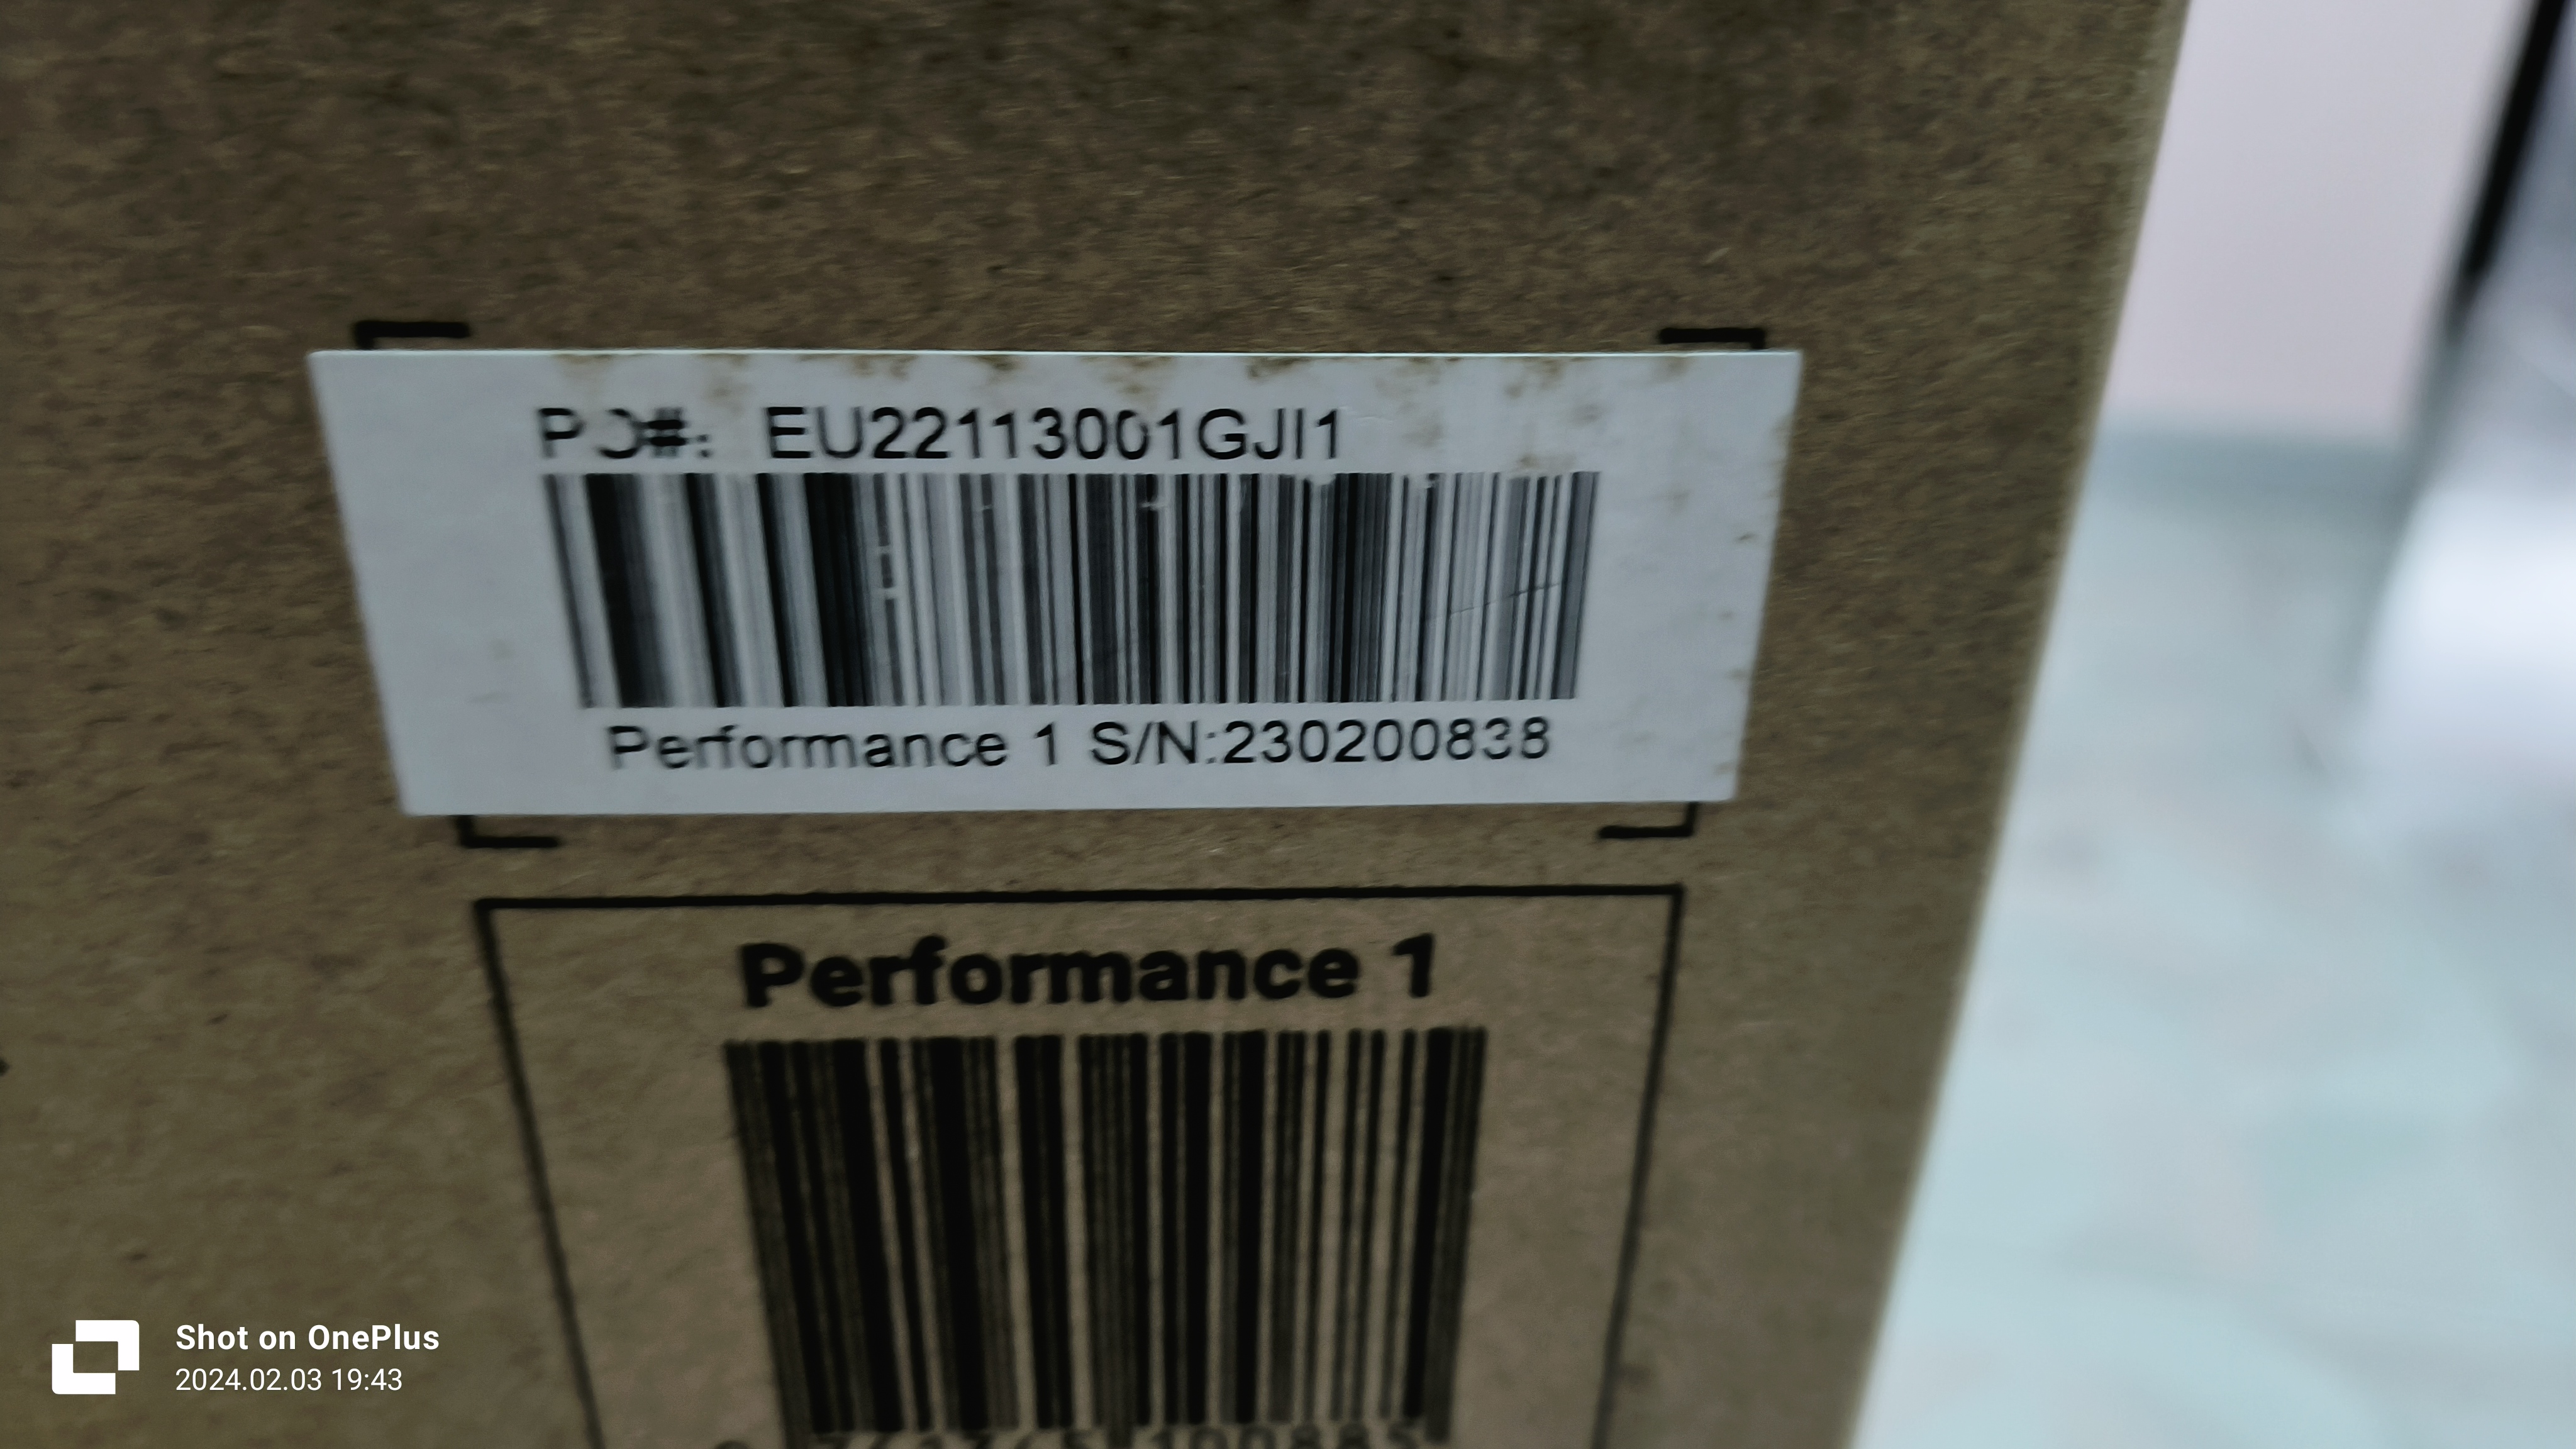 PO#: EU22113001GJI1
Performance 1 S/N:230200838
Performance 1
Shot on OnePlus
2024.02.03 19:43